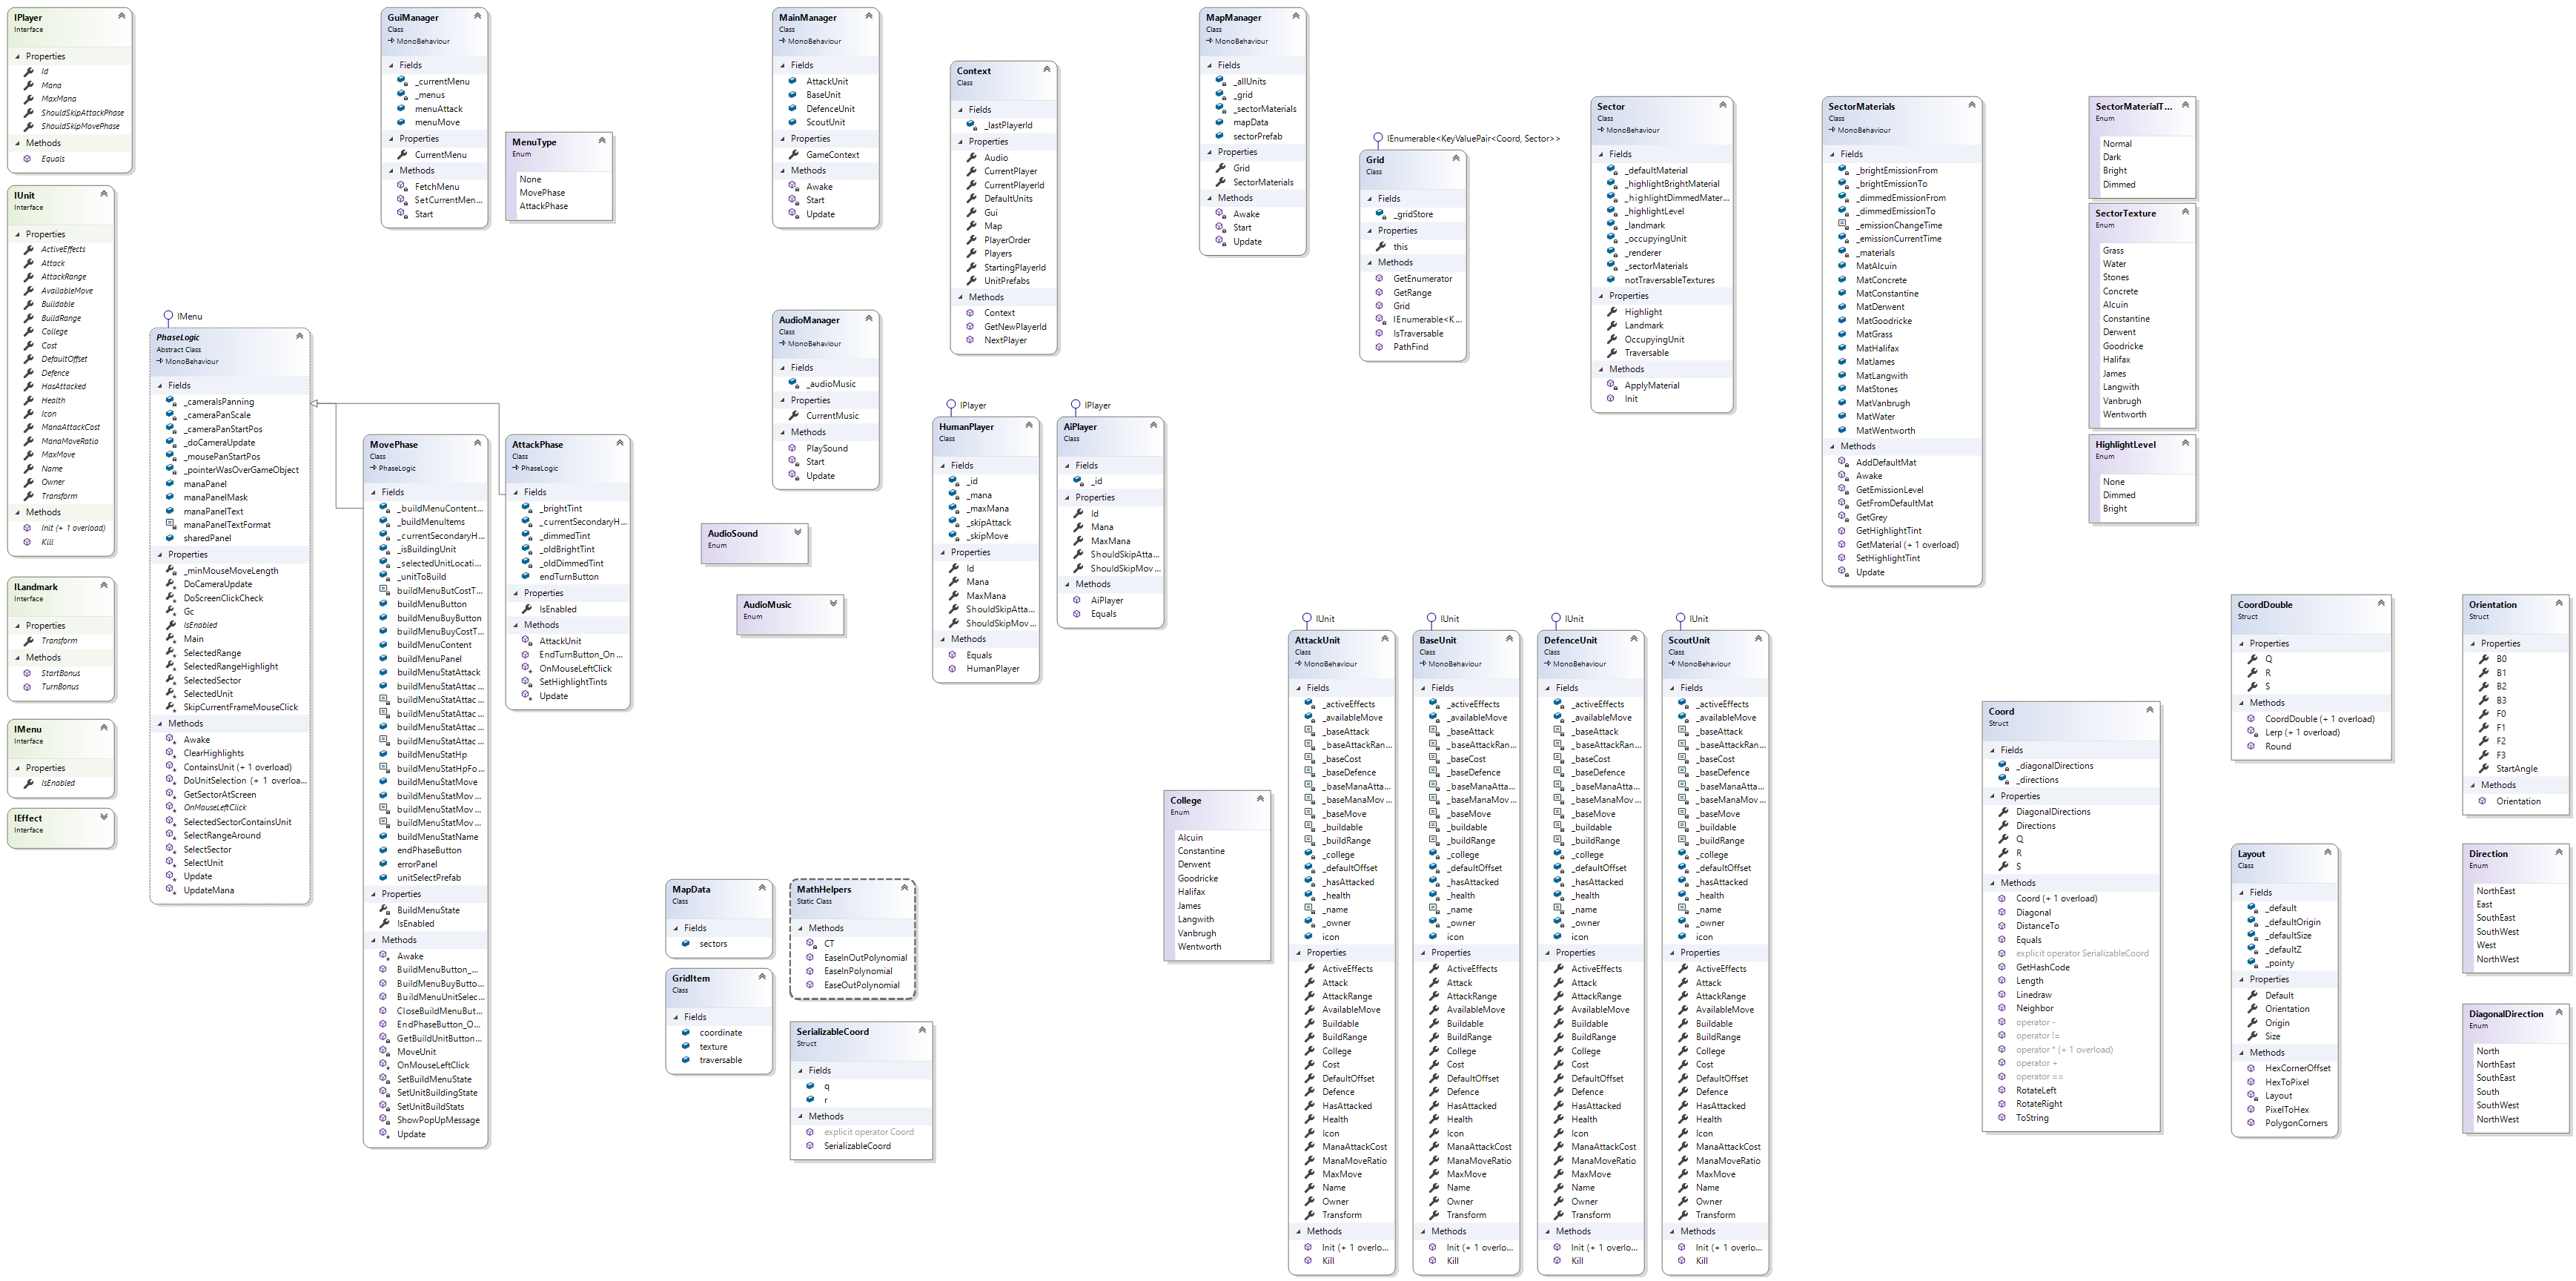 IPlayer
Interface
Properties
Id
Mana
MaxMana
ShouldSkipAttackPhase
ShouldSkipMovePhase
Methods
Equals
IUnit
Interface
Properties
ActiveEffects
Attack
AttackRange
AvailableMove
Buildable
BuildRange
College
Cost
DefaultOffset
Defence
HasAttacked
Health
Icon
ManaAttackCost
ManaMoveRatio
MaxMove
Name
Owner
Transform
Methods
Init (+ 1 overload)
Kill
ILandmark
Interface
Properties
Transform
Methods
StartBonus
TurnBonus
IMenu
Interface
Properties
IsEnabled
IEffect
Interface
IMenu
PhaseLogic
Abstract Class
MonoBehaviour
Fields
_cameraIsPanning
_cameraPanScale
_cameraPanStartPos
_doCameraUpdate
_mousePanStartPos
_pointerWasOverGameObject
manaPanel
manaPanelMask
manaPanelText
manaPanelTextFormat
sharedPanel
Properties
_minMouseMoveLength
DoCameraUpdate
DoScreenClickCheck
Gc
IsEnabled
Main
SelectedRange
SelectedRangeHighlight
SelectedSector
SelectedUnit
SkipCurrentFrameMouseClick
Methods
Awake
ClearHighlights
ContainsUnit (+ 1 overload)
DoUnitSelection (+ 1 overloa...
GetSectorAtScreen
OnMouseLeftClick
SelectedSectorContainsUnit
SelectRangeAround
SelectSector
SelectUnit
Update
UpdateMana
GuiManager
Class
MonoBehaviour
Fields
_currentMenu
_menus
menuAttack
menuMove
Properties
CurrentMenu
Methods
FetchMenu
SetCurrentMen...
Start
MenuType
Enum
None
MovePhase
AttackPhase
MovePhase
Class
PhaseLogic
Fields
_buildMenuContent...
_buildMenuItems
_currentSecondaryH...
_isBuildingUnit
_selectedUnitLocati...
_unitToBuild
buildMenuButCostT...
buildMenuButton
buildMenuBuyButton
buildMenuBuyCostT...
buildMenuContent
buildMenuPanel
buildMenuStatAttack
buildMenuStatAttac...
buildMenuStatAttac...
buildMenuStatAttac...
buildMenuStatAttac...
buildMenuStatAttac...
buildMenuStatHp
buildMenuStatHpFo...
buildMenuStatMove
buildMenuStatMov...
buildMenuStatMov...
buildMenuStatMov...
buildMenuStatName
endPhaseButton
errorPanel
unitSelectPrefab
Properties
BuildMenuState
IsEnabled
Methods
Awake
BuildMenuButton_...
BuildMenuBuyButto...
BuildMenuUnitSelec...
CloseBuildMenuBut...
EndPhaseButton_O...
GetBuildUnitButton...
MoveUnit
OnMouseLeftClick
SetBuildMenuState
SetUnitBuildingState
SetUnitBuildStats
ShowPopUpMessage
Update
AttackPhase
Class
PhaseLogic
Fields
_brightTint
_currentSecondaryH...
_dimmedTint
_oldBrightTint
_oldDimmedTint
endTurnButton
Properties
IsEnabled
Methods
AttackUnit
EndTurnButton_On...
OnMouseLeftClick
SetHighlightTints
Update
MainManager
Class
MonoBehaviour
Fields
AttackUnit
BaseUnit
DefenceUnit
ScoutUnit
Properties
GameContext
Methods
Awake
Start
Update
AudioManager
Class
MonoBehaviour
Fields
_audioMusic
Properties
CurrentMusic
Methods
PlaySound
Start
Update
AudioSound
Enum
AudioMusic
Enum
MapData
Class
Fields
sectors
GridItem
Class
Fields
coordinate
texture
traversable
MathHelpers
Static Class
Methods
CT
EaseInOutPolynomial
EaseInPolynomial
EaseOutPolynomial
SerializableCoord
Struct
Fields
q
r
Methods
explicit operator Coord
SerializableCoord
Context
Class
Fields
_lastPlayerId
Properties
Audio
CurrentPlayer
CurrentPlayerId
DefaultUnits
Gui
Map
PlayerOrder
Players
StartingPlayerId
UnitPrefabs
Methods
Context
GetNewPlayerId
NextPlayer
IPlayer
HumanPlayer
Class
Fields
_id
_mana
_maxMana
_skipAttack
_skipMove
Properties
Id
Mana
MaxMana
ShouldSkipAtta...
ShouldSkipMov...
Methods
Equals
HumanPlayer
IPlayer
AiPlayer
Class
Fields
_id
Properties
Id
Mana
MaxMana
ShouldSkipAtta...
ShouldSkipMov...
Methods
AiPlayer
Equals
MapManager
Class
MonoBehaviour
Fields
_allUnits
_grid
_sectorMaterials
mapData
sectorPrefab
Properties
Grid
SectorMaterials
Methods
Awake
Start
Update
IEnumerable<KeyValuePair<Coord, Sector>>
Grid
Class
Fields
_gridStore
Properties
this
Methods
GetEnumerator
GetRange
Grid
IEnumerable<K...
IsTraversable
PathFind
Sector
Class
MonoBehaviour
Fields
_defaultMaterial
_highlightBrightMaterial
_highlightDimmedMater...
_highlightLevel
_landmark
_occupyingUnit
_renderer
_sectorMaterials
notTraversableTextures
Properties
Highlight
Landmark
OccupyingUnit
Traversable
Methods
ApplyMaterial
Init
SectorMaterials
Class
MonoBehaviour
Fields
_brightEmissionFrom
_brightEmissionTo
_dimmedEmissionFrom
_dimmedEmissionTo
_emissionChangeTime
_emissionCurrentTime
_materials
MatAlcuin
MatConcrete
MatConstantine
MatDerwent
MatGoodricke
MatGrass
MatHalifax
MatJames
MatLangwith
MatStones
MatVanbrugh
MatWater
MatWentworth
Methods
AddDefaultMat
Awake
GetEmissionLevel
GetFromDefaultMat
GetGrey
GetHighlightTint
GetMaterial (+ 1 overload)
SetHighlightTint
Update
SectorMaterialT...
Enum
Normal
Dark
Bright
Dimmed
SectorTexture
Enum
Grass
Water
Stones
Concrete
Alcuin
Constantine
Derwent
Goodricke
Halifax
James
Langwith
Vanbrugh
Wentworth
HighlightLevel
Enum
None
Dimmed
Bright
College
Enum
Alcuin
Constantine
Derwent
Goodricke
Halifax
James
Langwith
Vanbrugh
Wentworth
IUnit
AttackUnit
Class
MonoBehaviour
Fields
_activeEffects
_availableMove
_baseAttack
_baseAttackRan...
_baseCost
_baseDefence
_baseManaAtta...
_baseManaMov...
_baseMove
_buildable
_buildRange
_college
_defaultOffset
_hasAttacked
_health
_name
_owner
icon
Properties
ActiveEffects
Attack
AttackRange
AvailableMove
Buildable
BuildRange
College
Cost
DefaultOffset
Defence
HasAttacked
Health
Icon
ManaAttackCost
ManaMoveRatio
MaxMove
Name
Owner
Transform
Methods
Init (+ 1 overlo...
Kill
IUnit
BaseUnit
Class
MonoBehaviour
Fields
_activeEffects
_availableMove
_baseAttack
_baseAttackRan...
_baseCost
_baseDefence
_baseManaAtta...
_baseManaMov...
_baseMove
_buildable
_buildRange
_college
_defaultOffset
_hasAttacked
_health
_name
_owner
icon
Properties
ActiveEffects
Attack
AttackRange
AvailableMove
Buildable
BuildRange
College
Cost
DefaultOffset
Defence
HasAttacked
Health
Icon
ManaAttackCost
ManaMoveRatio
MaxMove
Name
Owner
Transform
Methods
Init (+ 1 overlo...
Kill
IUnit
DefenceUnit
Class
MonoBehaviour
Fields
_activeEffects
_availableMove
_baseAttack
_baseAttackRan...
_baseCost
_baseDefence
_baseManaAtta...
_baseManaMov...
_baseMove
_buildable
_buildRange
_college
_defaultOffset
_hasAttacked
_health
_name
_owner
icon
Properties
ActiveEffects
Attack
AttackRange
AvailableMove
Buildable
BuildRange
College
Cost
DefaultOffset
Defence
HasAttacked
Health
Icon
ManaAttackCost
ManaMoveRatio
MaxMove
Name
Owner
Transform
Methods
Init (+ 1 overlo...
Kill
IUnit
ScoutUnit
Class
MonoBehaviour
Fields
_activeEffects
_availableMove
_baseAttack
_baseAttackRan...
_baseCost
_baseDefence
_baseManaAtta...
_baseManaMov...
_baseMove
_buildable
_buildRange
_college
_defaultOffset
_hasAttacked
_health
_name
_owner
icon
Properties
ActiveEffects
Attack
AttackRange
AvailableMove
Buildable
BuildRange
College
Cost
DefaultOffset
Defence
HasAttacked
Health
Icon
ManaAttackCost
ManaMoveRatio
MaxMove
Name
Owner
Transform
Methods
Init (+ 1 overlo...
Kill
Coord
Struct
Fields
_diagonalDirections
_directions
Properties
DiagonalDirections
Directions
Q
R
S
Methods
Coord (+ 1 overload)
Diagonal
DistanceTo
Equals
explicit operator SerializableCoord
GetHashCode
Length
Linedraw
Neighbor
operator -
operator !=
operator * (+ 1 overload)
operator +
operator ==
RotateLeft
RotateRight
ToString
CoordDouble
Struct
Properties
Q
R
S
Methods
CoordDouble (+ 1 overload)
Lerp (+ 1 overload)
Round
Layout
Class
Fields
_default
_defaultOrigin
_defaultSize
_defaultZ
_pointy
Properties
Default
Orientation
Origin
Size
Methods
HexCornerOffset
HexToPixel
Layout
PixelToHex
PolygonCorners
Orientation
Struct
Properties
B0
B1
B2
B3
F0
F1
F2
F3
StartAngle
Methods
Orientation
Direction
Enum
NorthEast
East
SouthEast
SouthWest
West
NorthWest
DiagonalDirection
Enum
North
NorthEast
SouthEast
South
SouthWest
NorthWest